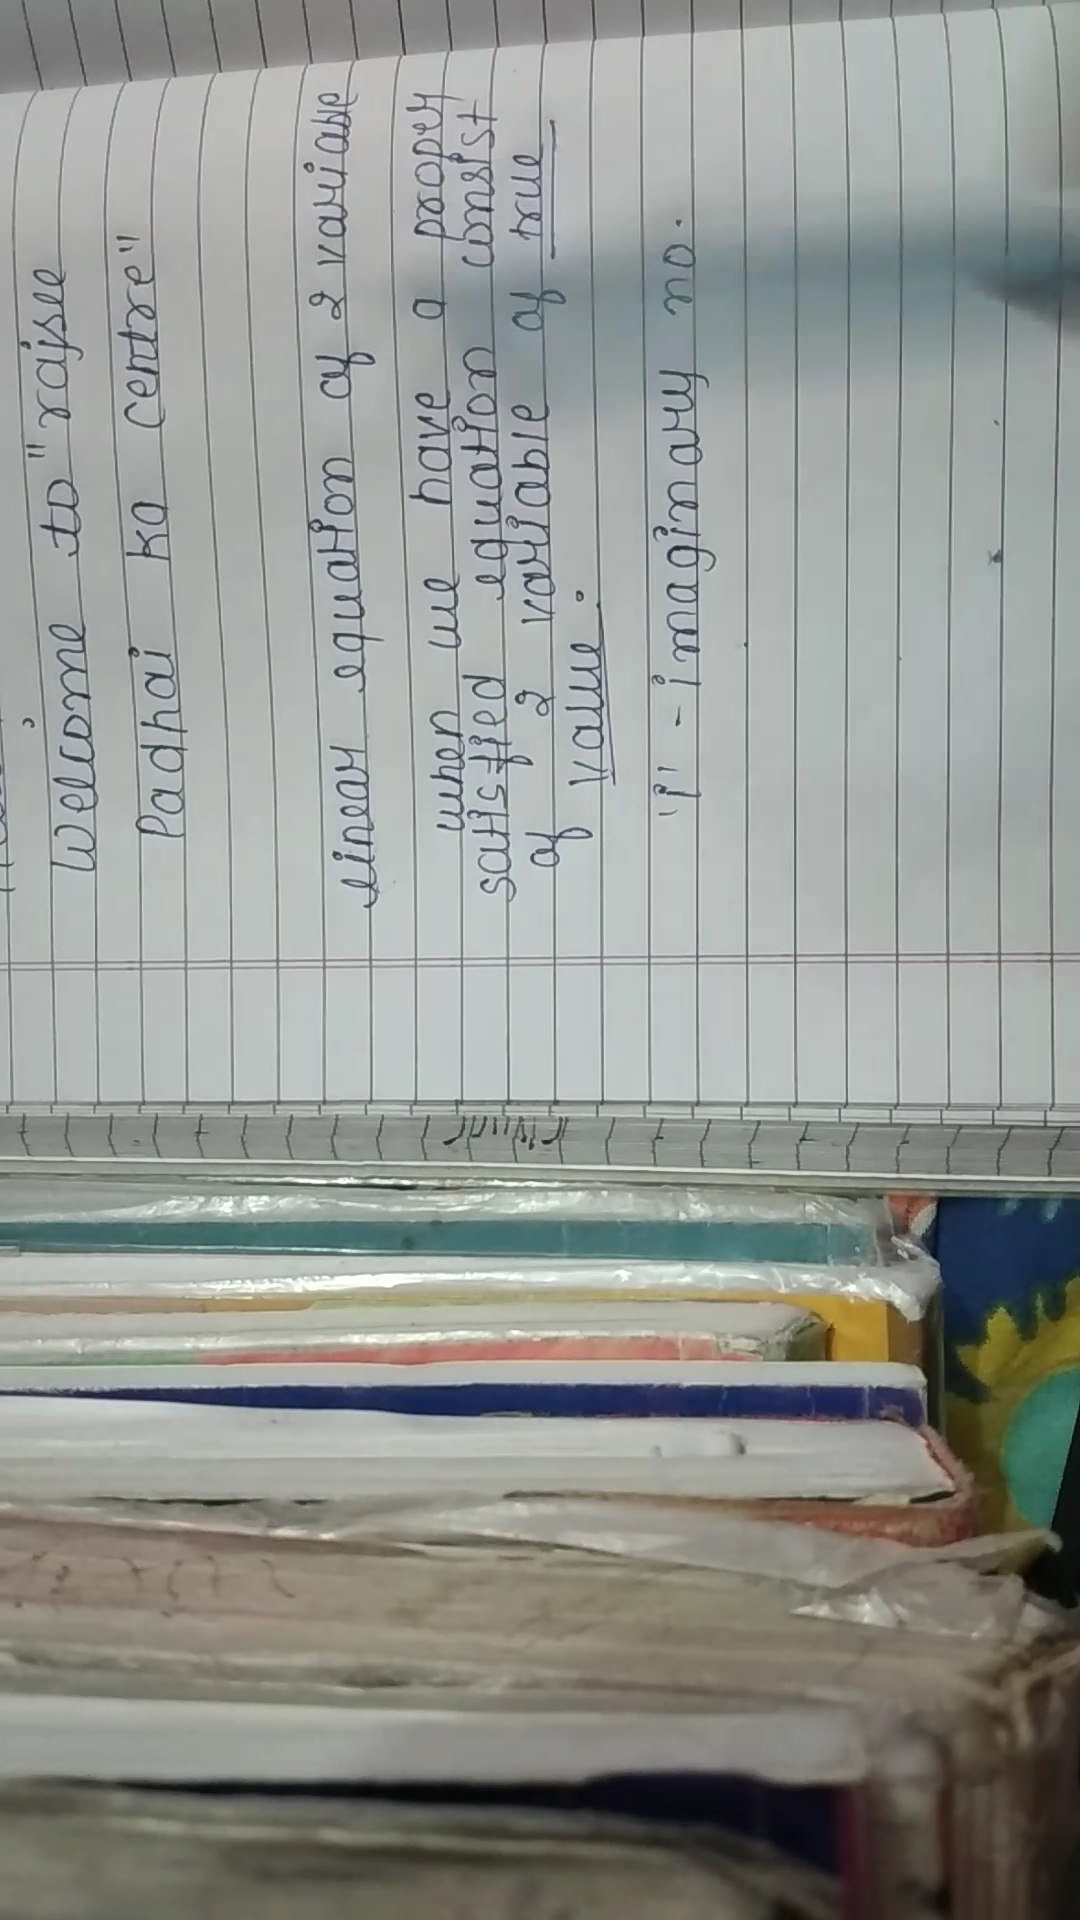 Welcome to "rajsee
Padhai ka centre"
linear equation of 2 variable
when we have a proper
satisfied equation consist
of 2 variable of true
value.
'i' - imaginary no.